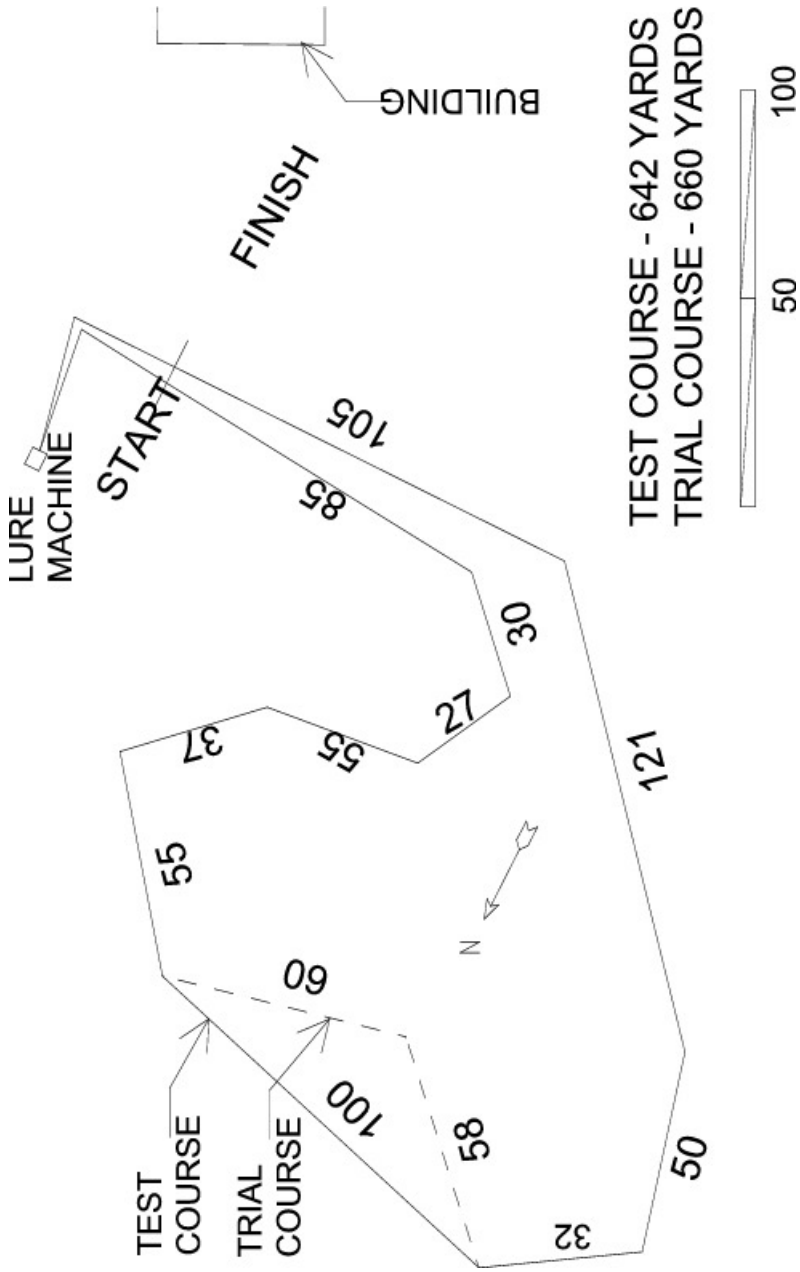 LURE
MACHINE
START
FINISH
BUILDING
85
105
30
27
55
37
55
60
100
58
32
50
121
N
TEST
COURSE
TRIAL
COURSE
TEST COURSE - 642 YARDS
TRIAL COURSE - 660 YARDS
50
100